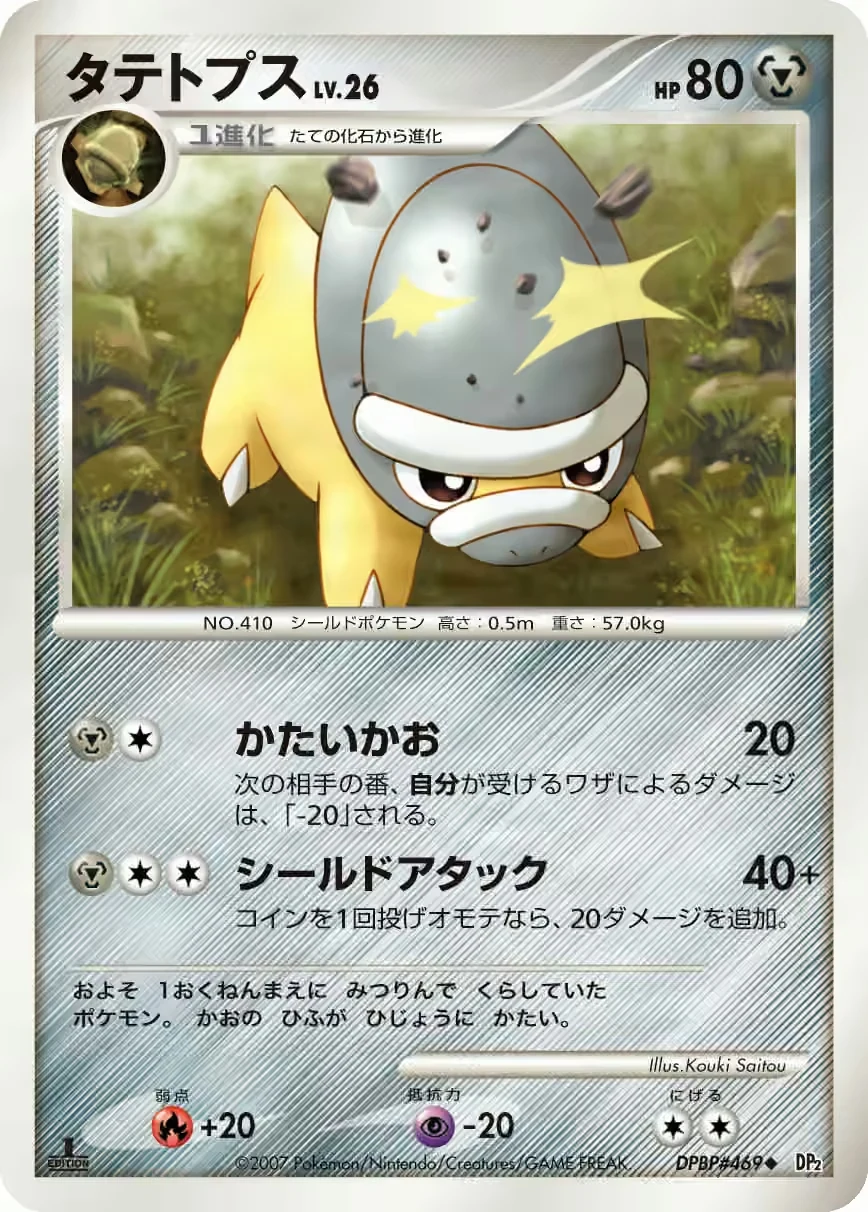 タテトプス LV.26 HP 80
1進化 たての化石から進化
NO.410 シールドポケモン 高さ:0.5m 重さ:57.0kg
かたいかお 20
次の相手の番、自分が受けるワザによるダメージ
は、「-20」される。
シールドアタック 40+
コインを1回投げオモテなら、20ダメージを追加。
およそ 1おくねんまえに みつりんで くらしていた
ポケモン。 かおの ひふが ひじょうに かたい。
Illus.Kouki Saitou
弱点 抵抗力 にげる
+20 -20
1 EDITION ©2007 Pokémon/Nintendo/Creatures/GAME FREAK. DPBP#469◆ DP2